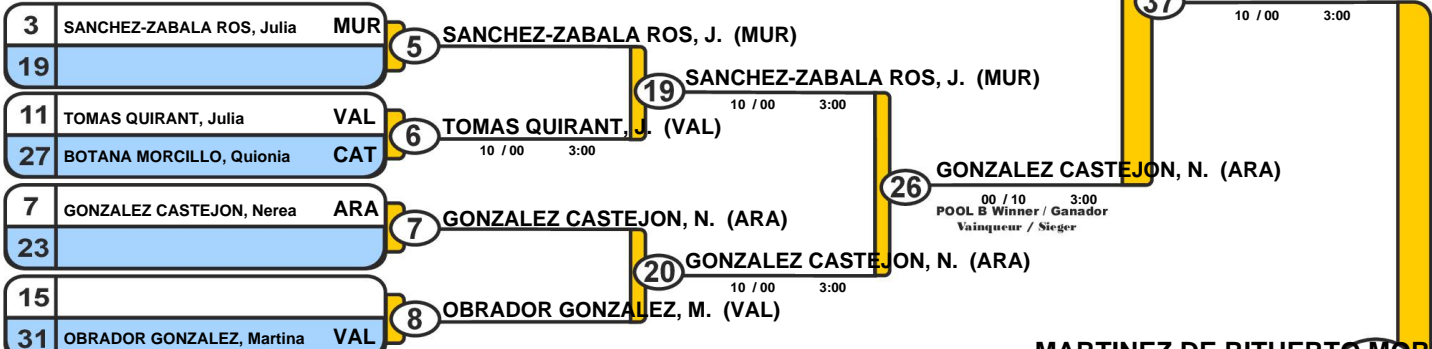 37
10 / 00 3:00
3 SANCHEZ-ZABALA ROS, Julia MUR
19
5 SANCHEZ-ZABALA ROS, J. (MUR)
19 SANCHEZ-ZABALA ROS, J. (MUR)
10 / 00 3:00
11 TOMAS QUIRANT, Julia VAL
27 BOTANA MORCILLO, Quionia CAT
6 TOMAS QUIRANT, J. (VAL)
10 / 00 3:00
26 GONZALEZ CASTEJON, N. (ARA)
00 / 10 3:00
POOL B Winner / Ganador
Vainqueur / Sieger
7 GONZALEZ CASTEJON, Nerea ARA
23
7 GONZALEZ CASTEJON, N. (ARA)
20 GONZALEZ CASTEJON, N. (ARA)
10 / 00 3:00
15
31 OBRADOR GONZALEZ, Martina VAL
8 OBRADOR GONZALEZ, M. (VAL)
MARTINEZ DE BITUERTO MOR